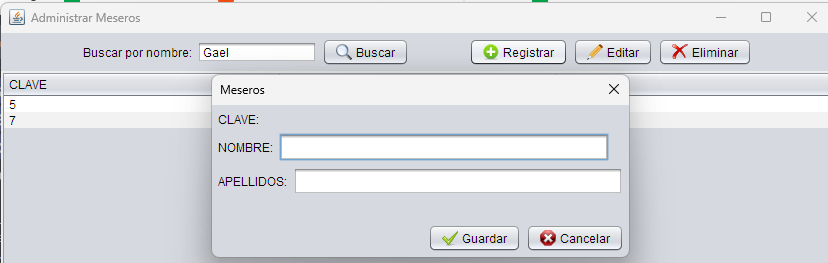 Administrar Meseros
Buscar por nombre: Gael Buscar Registrar Editar Eliminar
CLAVE
5
7
Meseros
CLAVE:
NOMBRE:
APELLIDOS:
Guardar Cancelar